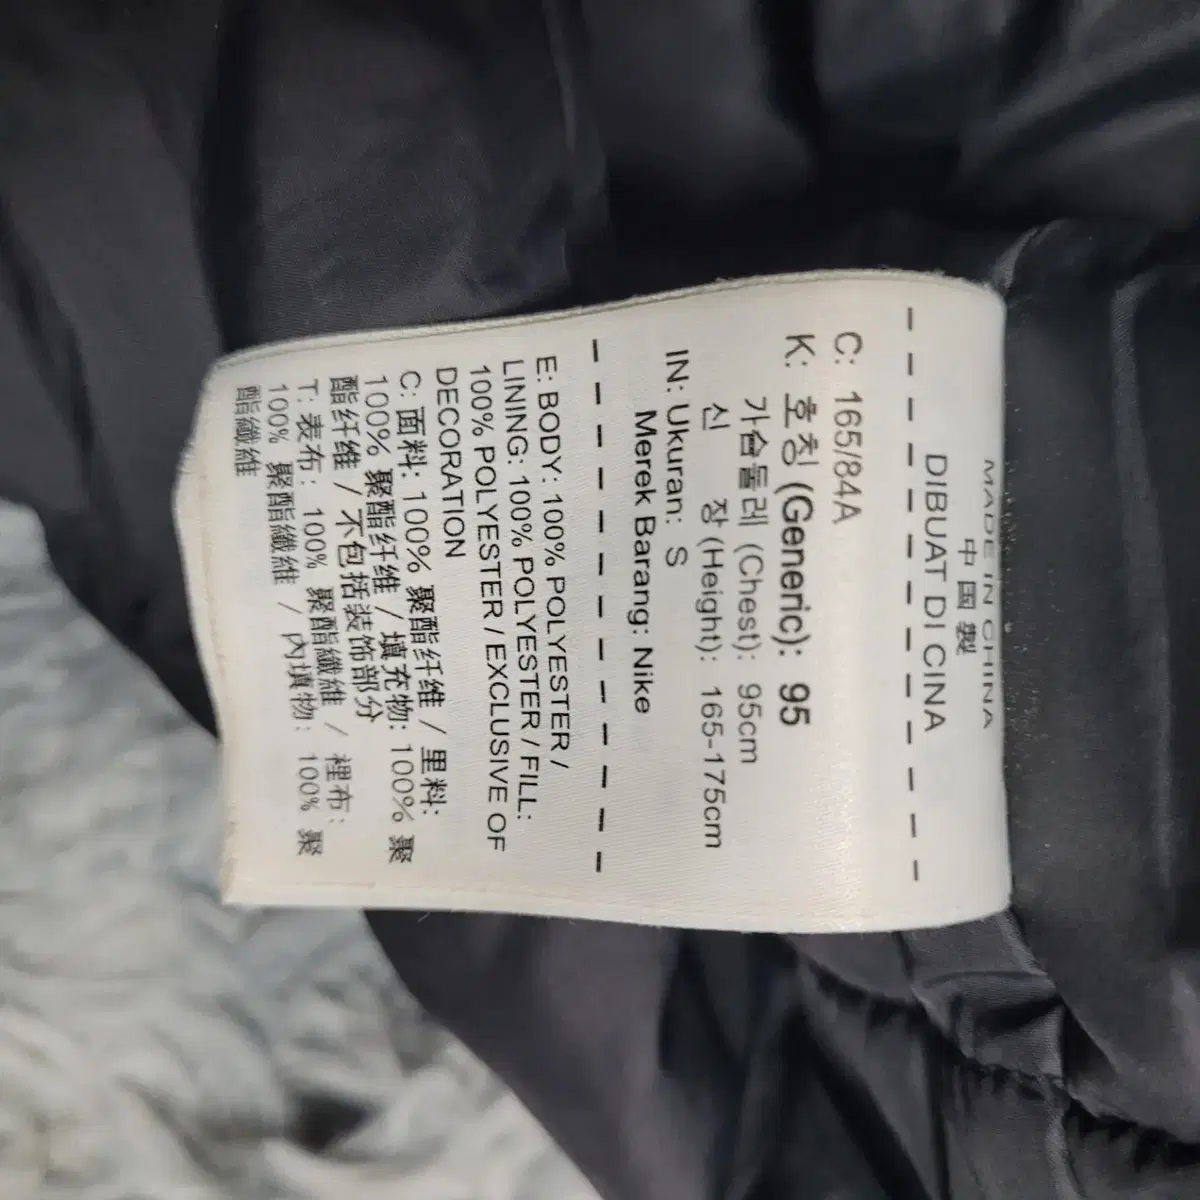 MADE IN CHINA
中国製
DIBUAT DI CINA
C: 165/84A
K: 호칭 (Generic): 95
가슴둘레 (Chest): 95cm
신 장 (Height): 165-175cm
IN: Ukuran: S
Merek Barang: Nike
E: BODY: 100% POLYESTER /
LINING: 100% POLYESTER / FILL:
100% POLYESTER / EXCLUSIVE OF
DECORATION
C: 面料: 100% 聚酯纤维 / 里料:
100% 聚酯纤维 / 填充物: 100% 聚
酯纤维 / 不包括装饰部分
T: 表布: 100% 聚酯纖維 / 裡布:
100% 聚酯纖維 / 內填物: 100% 聚
酯纖維